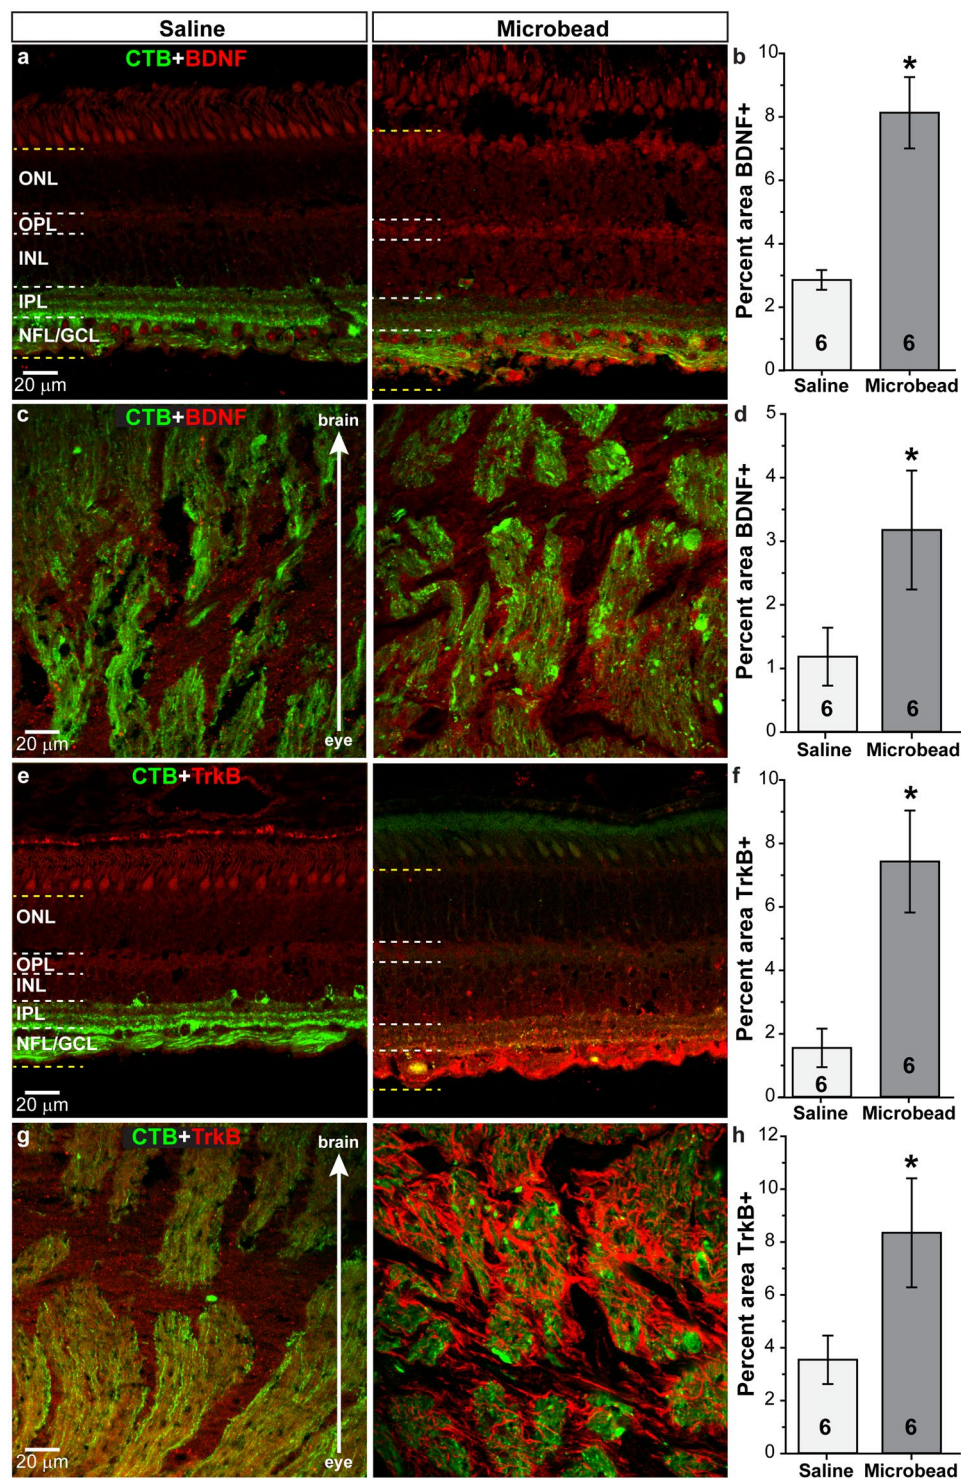 Saline
Microbead
a
CTB+BDNF
ONL
OPL
INL
IPL
NFL/GCL
20 μm
b
Percent area BDNF+
10
8
6
4
2
0
*
6
6
Saline
Microbead
c
CTB+BDNF
brain
eye
20 μm
d
Percent area BDNF+
5
4
3
2
1
0
*
6
6
Saline
Microbead
e
CTB+TrkB
ONL
OPL
INL
IPL
NFL/GCL
20 μm
f
Percent area TrkB+
10
8
6
4
2
0
*
6
6
Saline
Microbead
g
CTB+TrkB
brain
eye
20 μm
h
Percent area TrkB+
12
10
8
6
4
2
0
*
6
6
Saline
Microbead